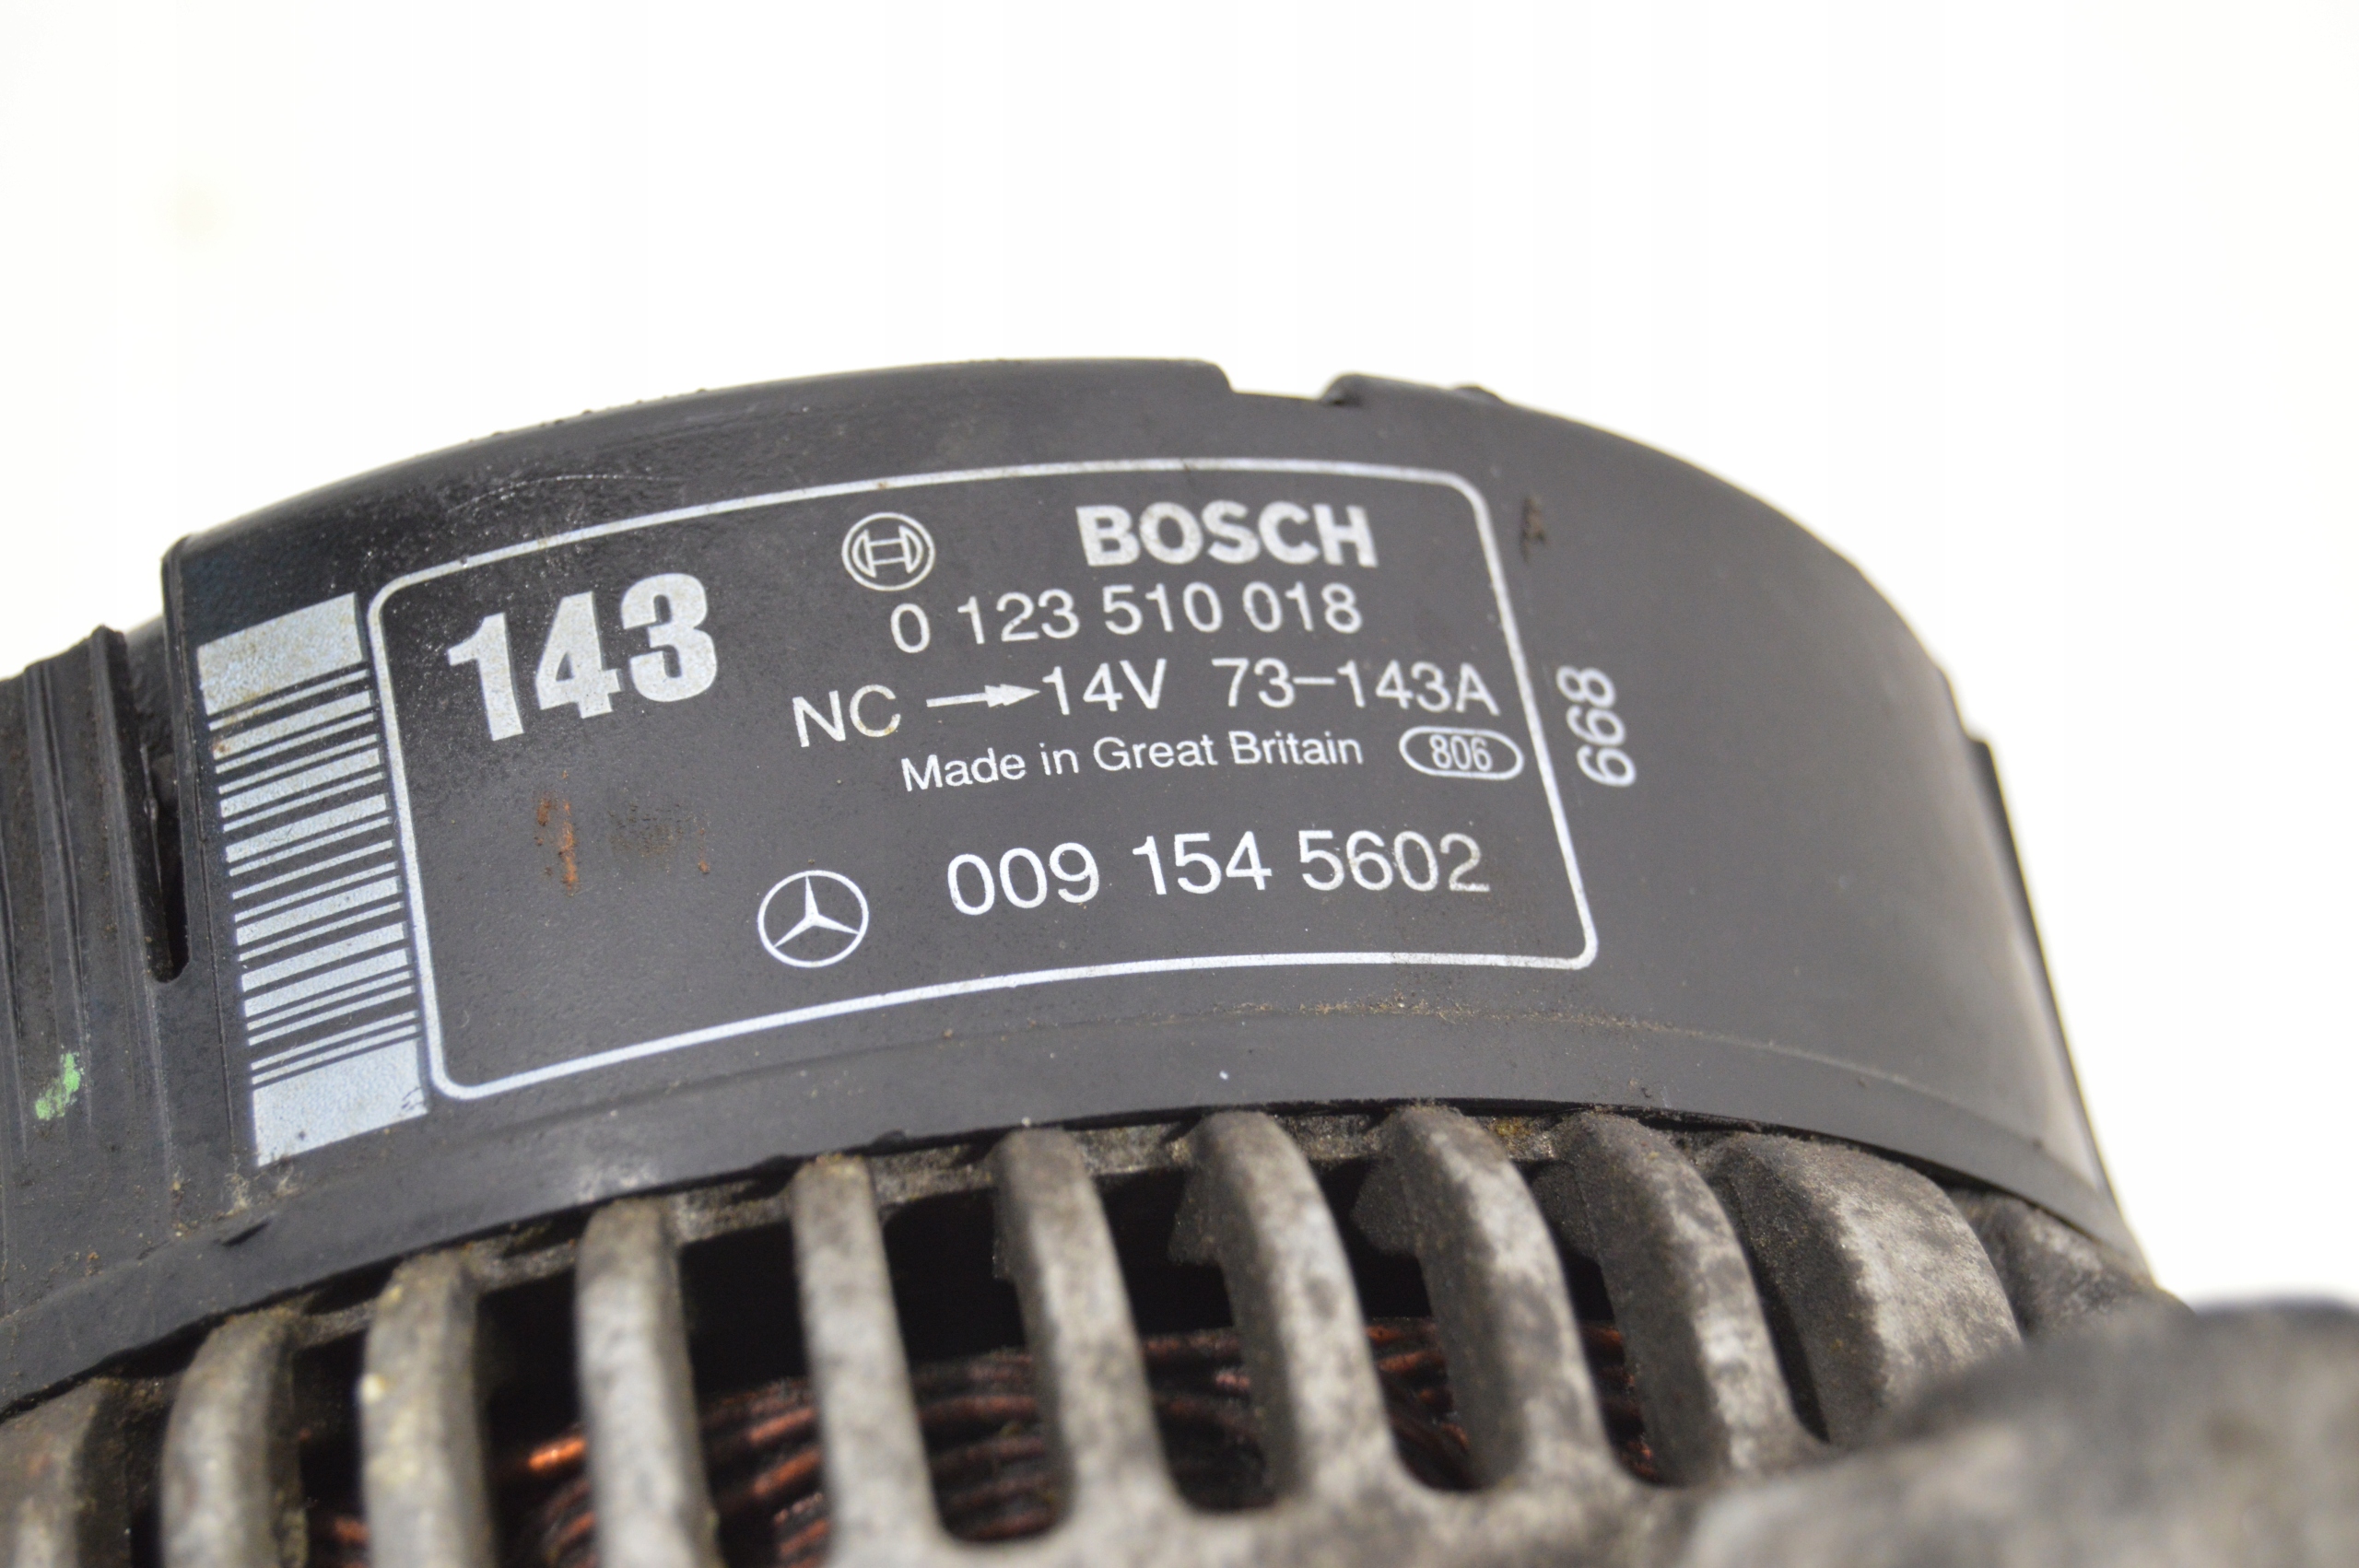 143
BOSCH
0 123 510 018
NC → 14V 73–143A
Made in Great Britain 806
009 154 5602
668